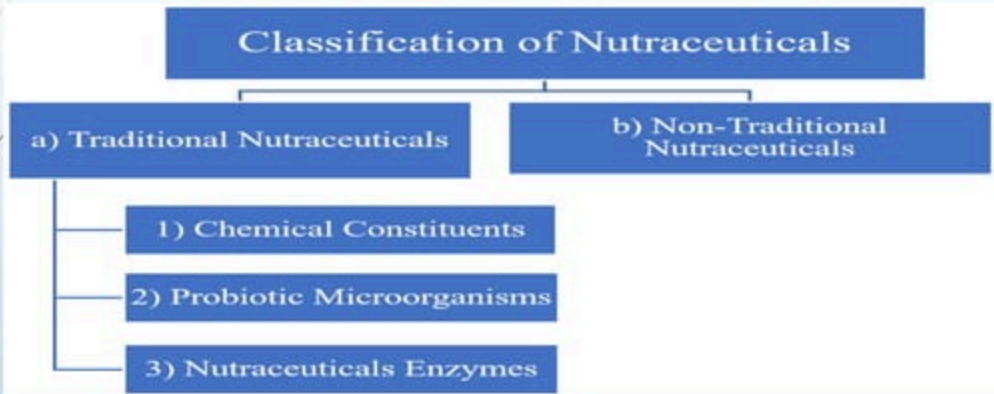 Classification of Nutraceuticals
a) Traditional Nutraceuticals
b) Non-Traditional
Nutraceuticals
1) Chemical Constituents
2) Probiotic Microorganisms
3) Nutraceuticals Enzymes